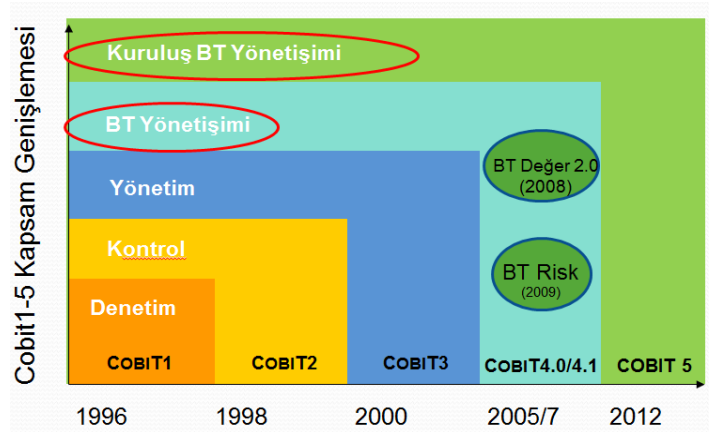 Cobit1-5 Kapsam Genişlemesi
Kuruluş BT Yönetişimi
BT Yönetişimi
BT Değer 2.0
(2008)
Yönetim
Kontrol
BT Risk
(2009)
Denetim
COBIT1
COBIT2
COBIT3
COBIT4.0/4.1
COBIT 5
1996
1998
2000
2005/7
2012